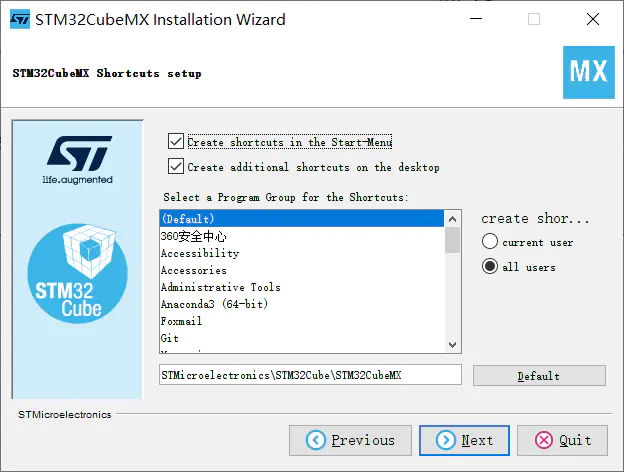 STM32CubeMX Installation Wizard
STM32CubeMX Shortcuts setup
MX
life.augmented
STM32
Cube
Create shortcuts in the Start-Menu
Create additional shortcuts on the desktop
Select a Program Group for the Shortcuts:
(Default)
360安全中心
Accessibility
Accessories
Administrative Tools
Anaconda3 (64-bit)
Foxmail
Git
create shor...
current user
all users
STMicroelectronics\STM32Cube\STM32CubeMX
Default
STMicroelectronics
Previous
Next
Quit